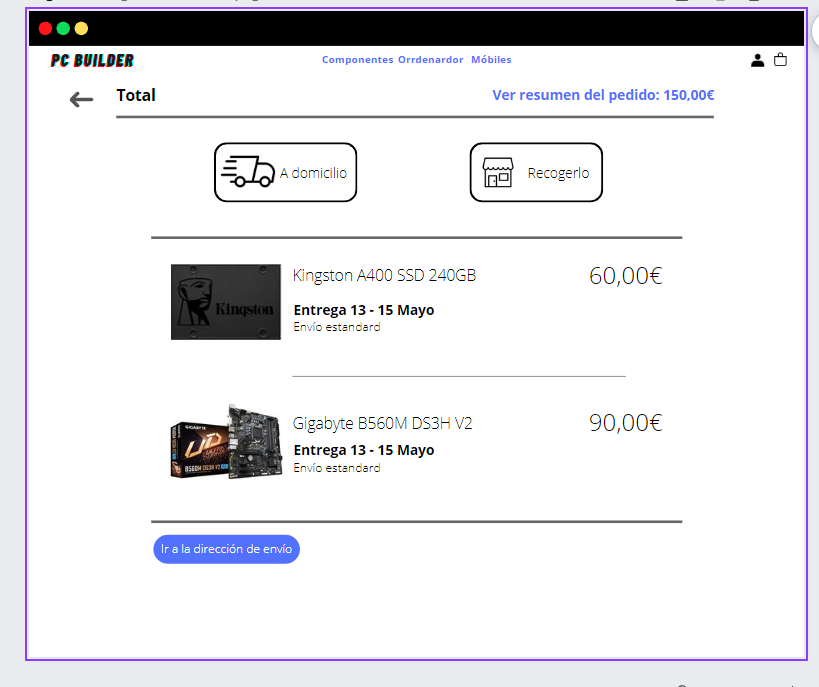 PC BUILDER
Componentes Orrdenardor Móbiles
Total
Ver resumen del pedido: 150,00€
A domicilio
Recogerlo
Kingston A400 SSD 240GB
60,00€
Kingston
Entrega 13 - 15 Mayo
Envío estandard
Gigabyte B560M DS3H V2
90,00€
GIGABYTE
UD
B560M DS3H V2
Entrega 13 - 15 Mayo
Envío estandard
Ir a la dirección de envío